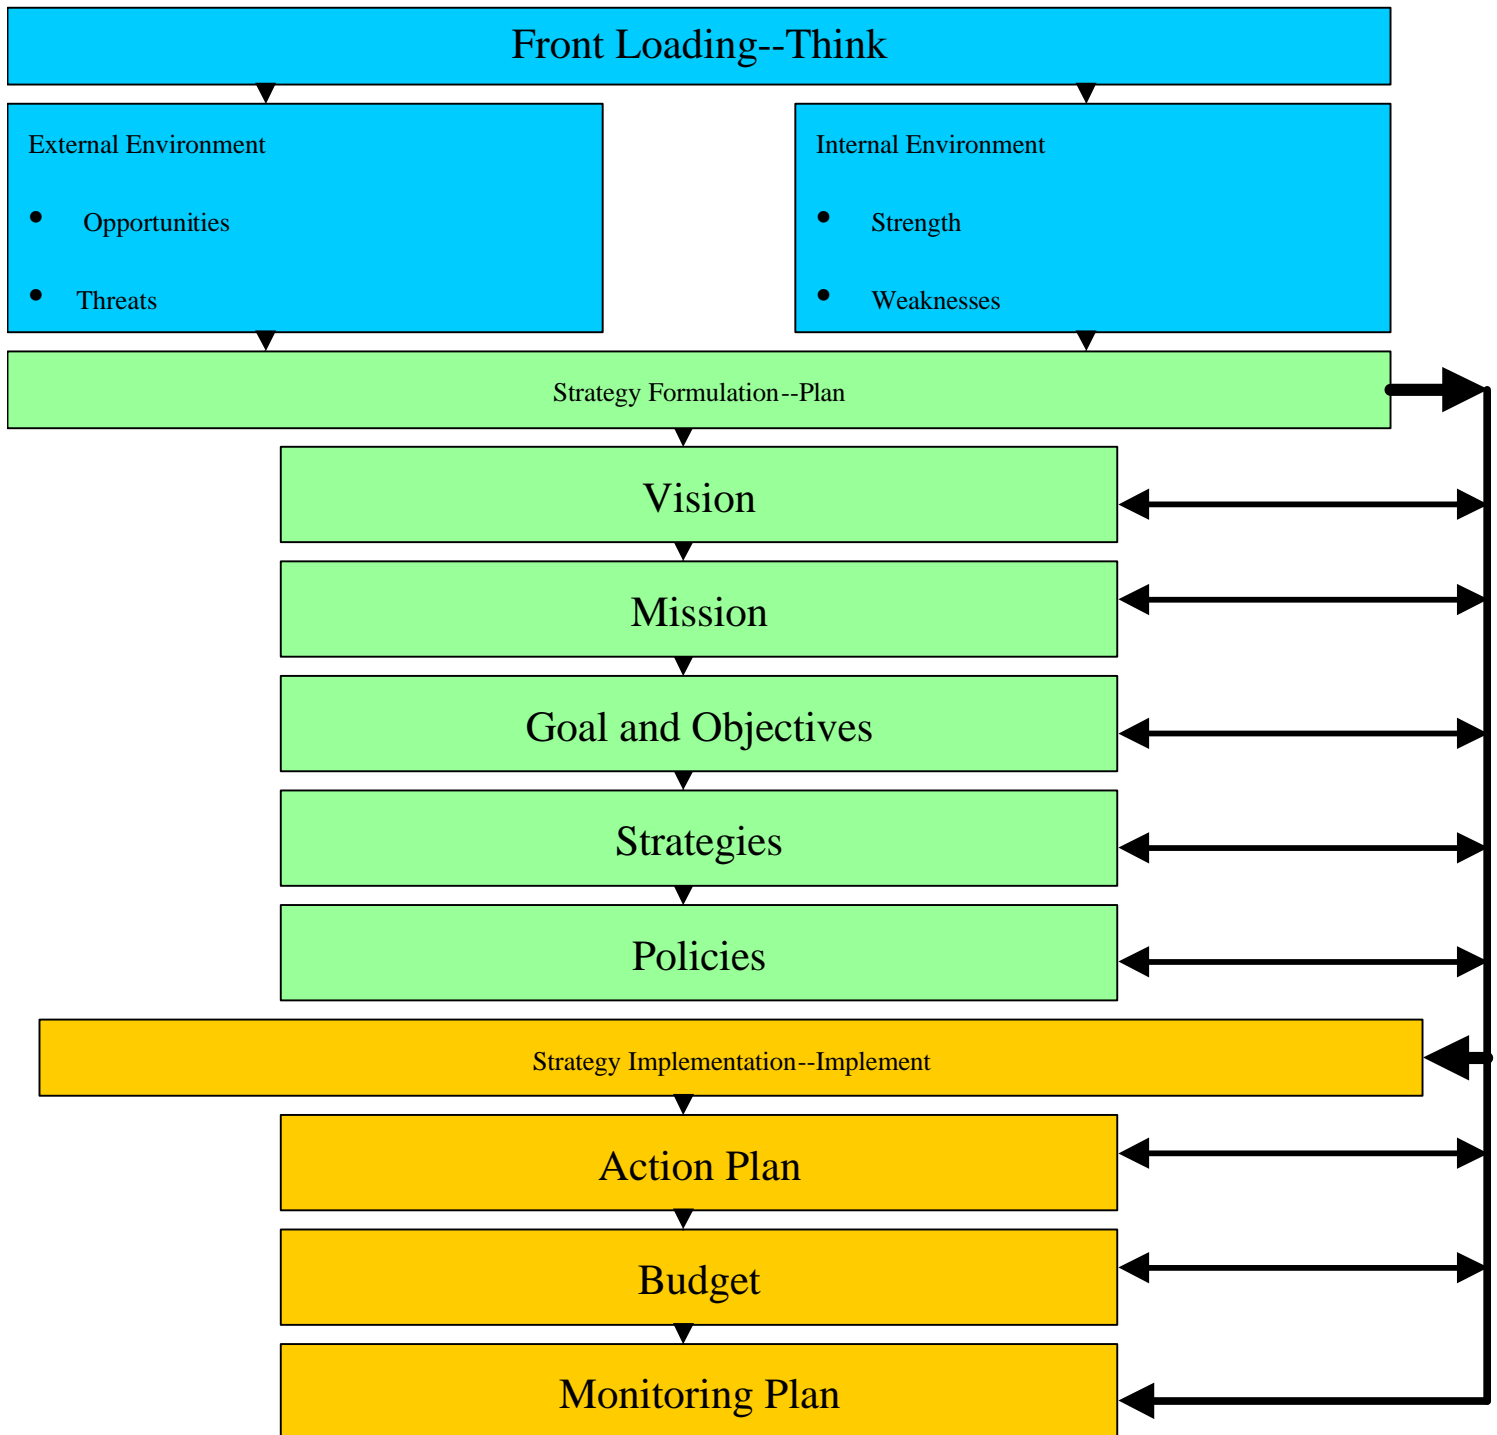 Front Loading--Think
External Environment
• Opportunities
• Threats
Internal Environment
• Strength
• Weaknesses
Strategy Formulation--Plan
Vision
Mission
Goal and Objectives
Strategies
Policies
Strategy Implementation--Implement
Action Plan
Budget
Monitoring Plan